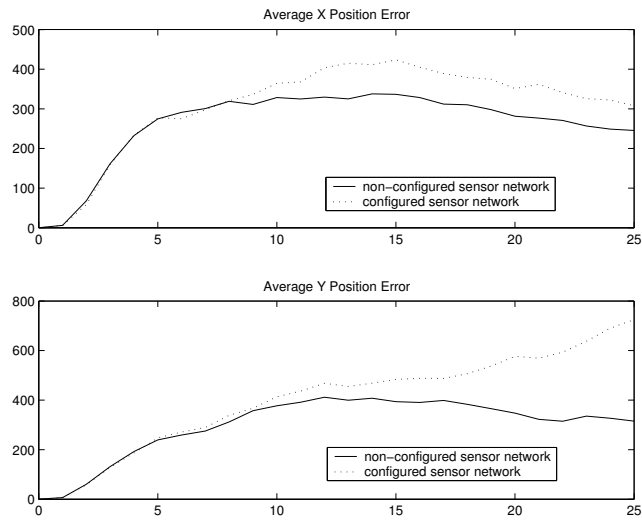 Average X Position Error
500
400
300
200
100
0
non-configured sensor network
configured sensor network
0 5 10 15 20 25
Average Y Position Error
800
600
400
200
0
non-configured sensor network
configured sensor network
0 5 10 15 20 25